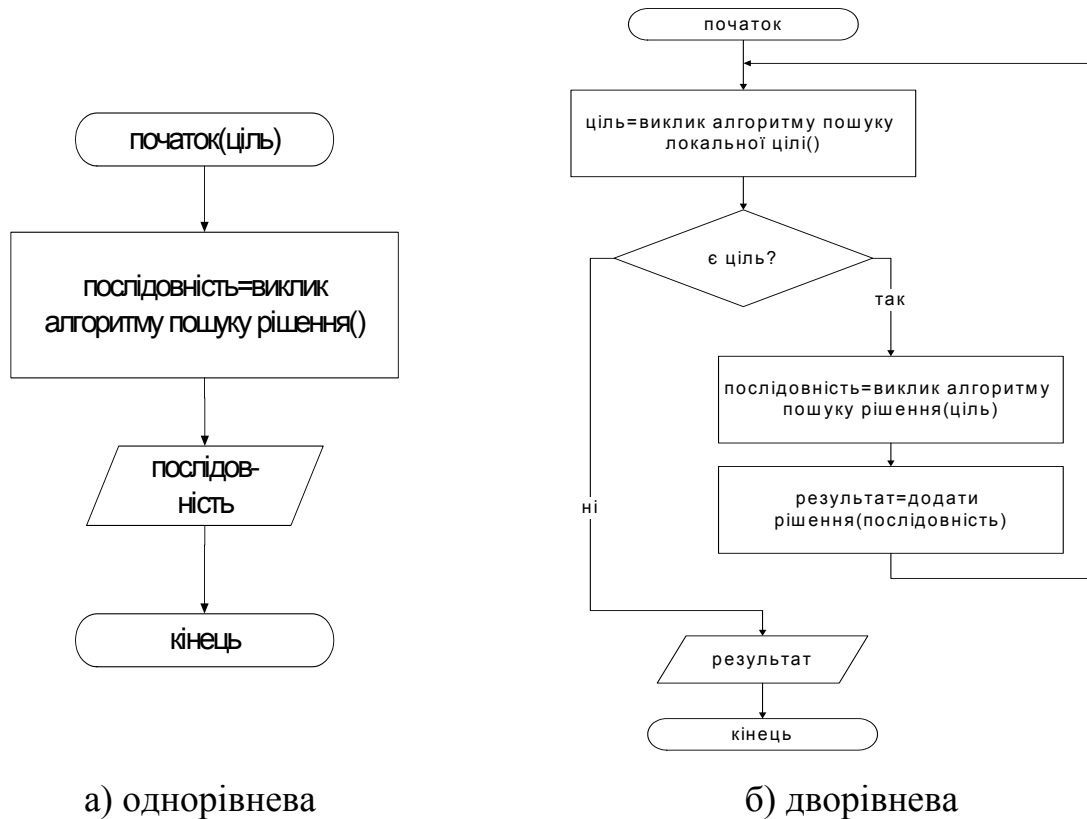 початок(ціль)
послідовність=виклик
алгоритму пошуку рішення()
послідов-
ність
кінець
а) однорівнева
початок
ціль=виклик алгоритму пошуку
локальної цілі()
є ціль?
так
ні
послідовність=виклик алгоритму
пошуку рішення(ціль)
результат=додати
рішення(послідовність)
результат
кінець
б) дворівнева